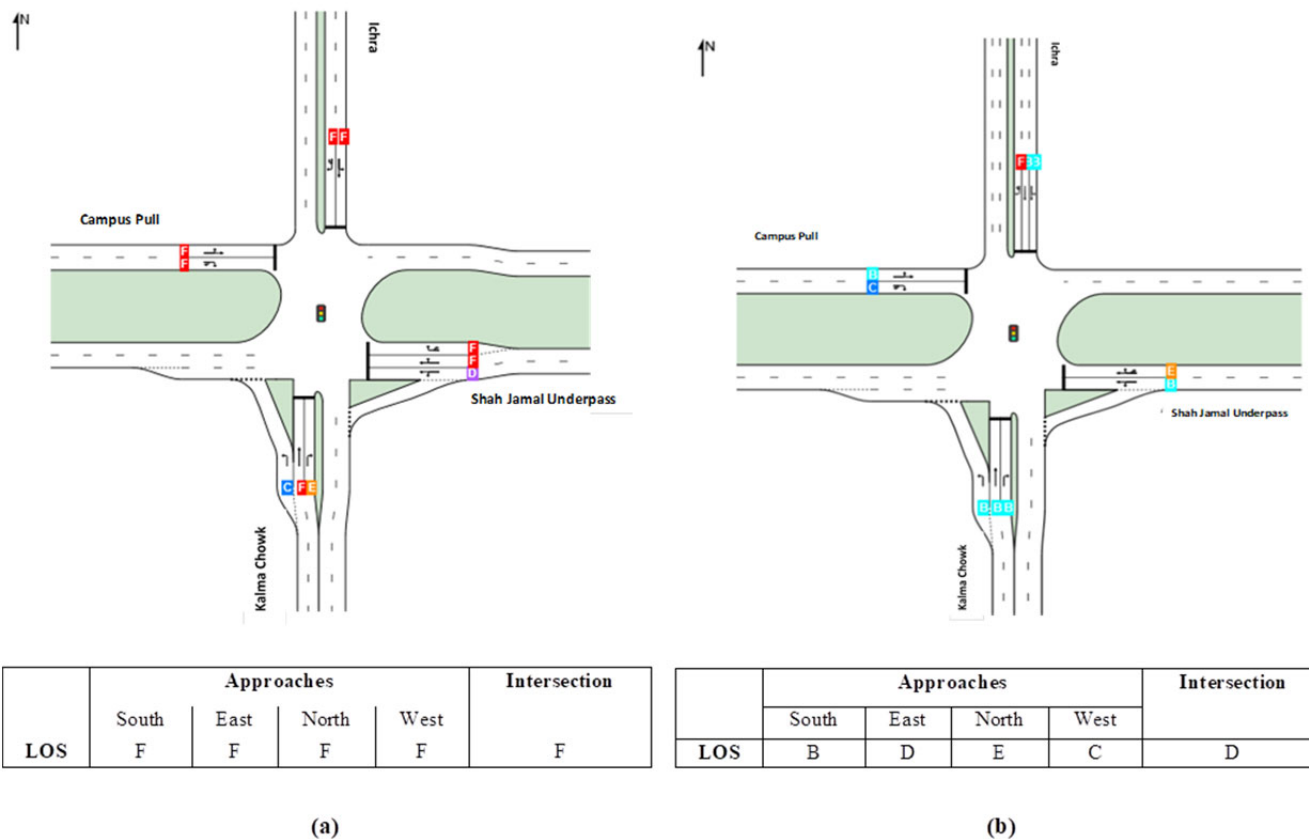 N
Ichra
F F
Campus Pull
F
F
F
F
D
Shah Jamal Underpass
C F E
Kalma Chowk
Approaches Intersection
South East North West
LOS F F F F F
(a)
N
Ichra
F B B
Campus Pull
B
C
E
B
Shah Jamal Underpass
B B B
Kalma Chowk
Approaches Intersection
South East North West
LOS B D E C D
(b)